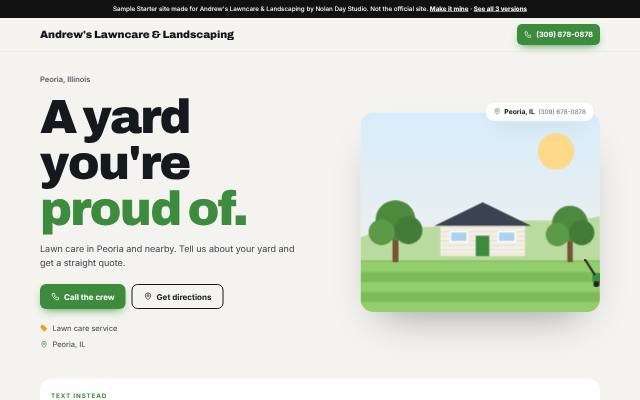 Sample Starter site made for Andrew's Lawncare & Landscaping by Nolan Day Studio. Not the official site. Make it mine · See all 3 versions
Andrew's Lawncare & Landscaping
(309) 678-0878
Peoria, Illinois
A yard
you're
proud of.
Peoria, IL (309) 678-0878
Lawn care in Peoria and nearby. Tell us about your yard and
get a straight quote.
Call the crew
Get directions
Lawn care service
Peoria, IL
TEXT INSTEAD